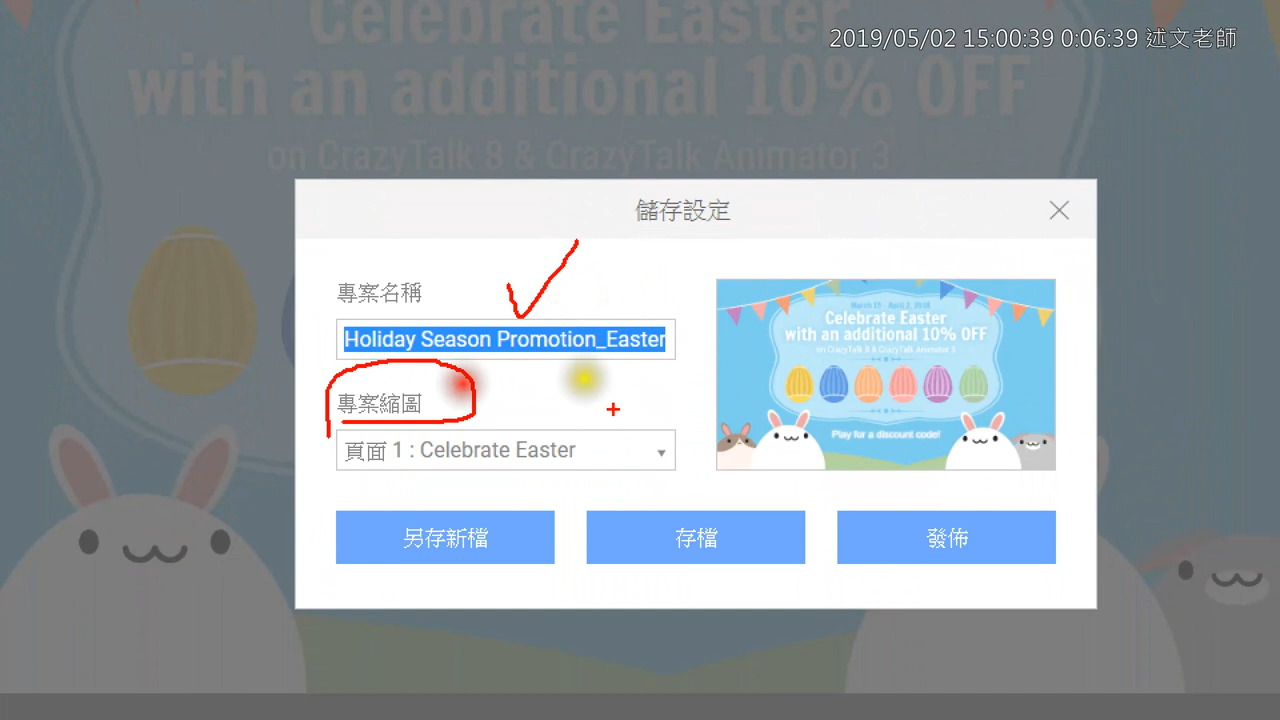 Celebrate Easter
with an additional 10% OFF
on CrazyTalk 8 & CrazyTalk Animator 3
2019/05/02 15:00:39 0:06:39 述文老師
儲存設定
專案名稱
Holiday Season Promotion_Easter
專案縮圖
頁面 1 : Celebrate Easter
Celebrate Easter
with an additional 10% OFF
on CrazyTalk 8 & CrazyTalk Animator 3
Play for a discount code!
另存新檔
存檔
發佈